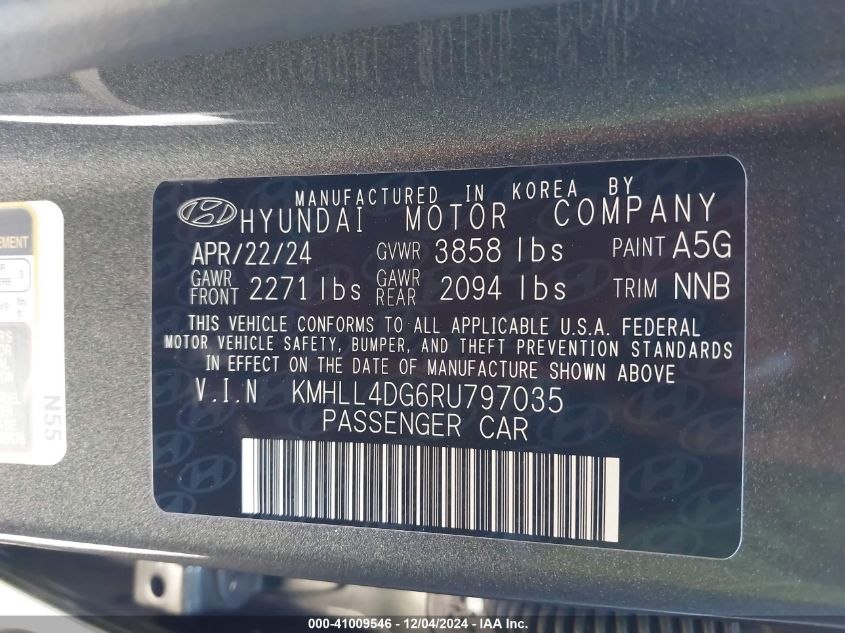 MANUFACTURED IN KOREA BY
HYUNDAI MOTOR COMPANY
APR/22/24 GVWR 3858 lbs PAINT A5G
GAWR FRONT 2271 lbs GAWR REAR 2094 lbs TRIM NNB
THIS VEHICLE CONFORMS TO ALL APPLICABLE U.S.A. FEDERAL
MOTOR VEHICLE SAFETY, BUMPER, AND THEFT PREVENTION STANDARDS
IN EFFECT ON THE DATE OF MANUFACTURE SHOWN ABOVE
V.I.N KMHLL4DG6RU797035
PASSENGER CAR
EMENT
3
N55
000-41009546 - 12/04/2024 - IAA Inc.